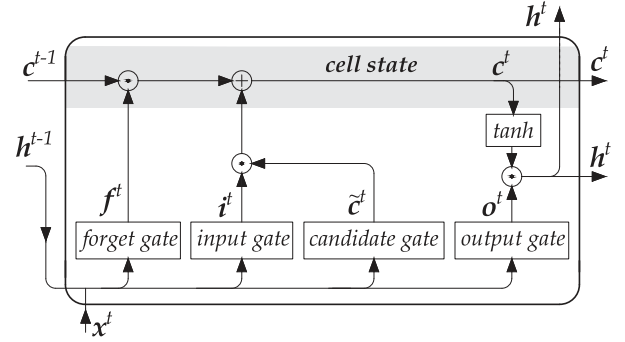 h^t
c^{t-1}
cell state
c^t
c^t
tanh
h^{t-1}
h^t
f^t
i^t
c̃^t
o^t
forget gate
input gate
candidate gate
output gate
x^t